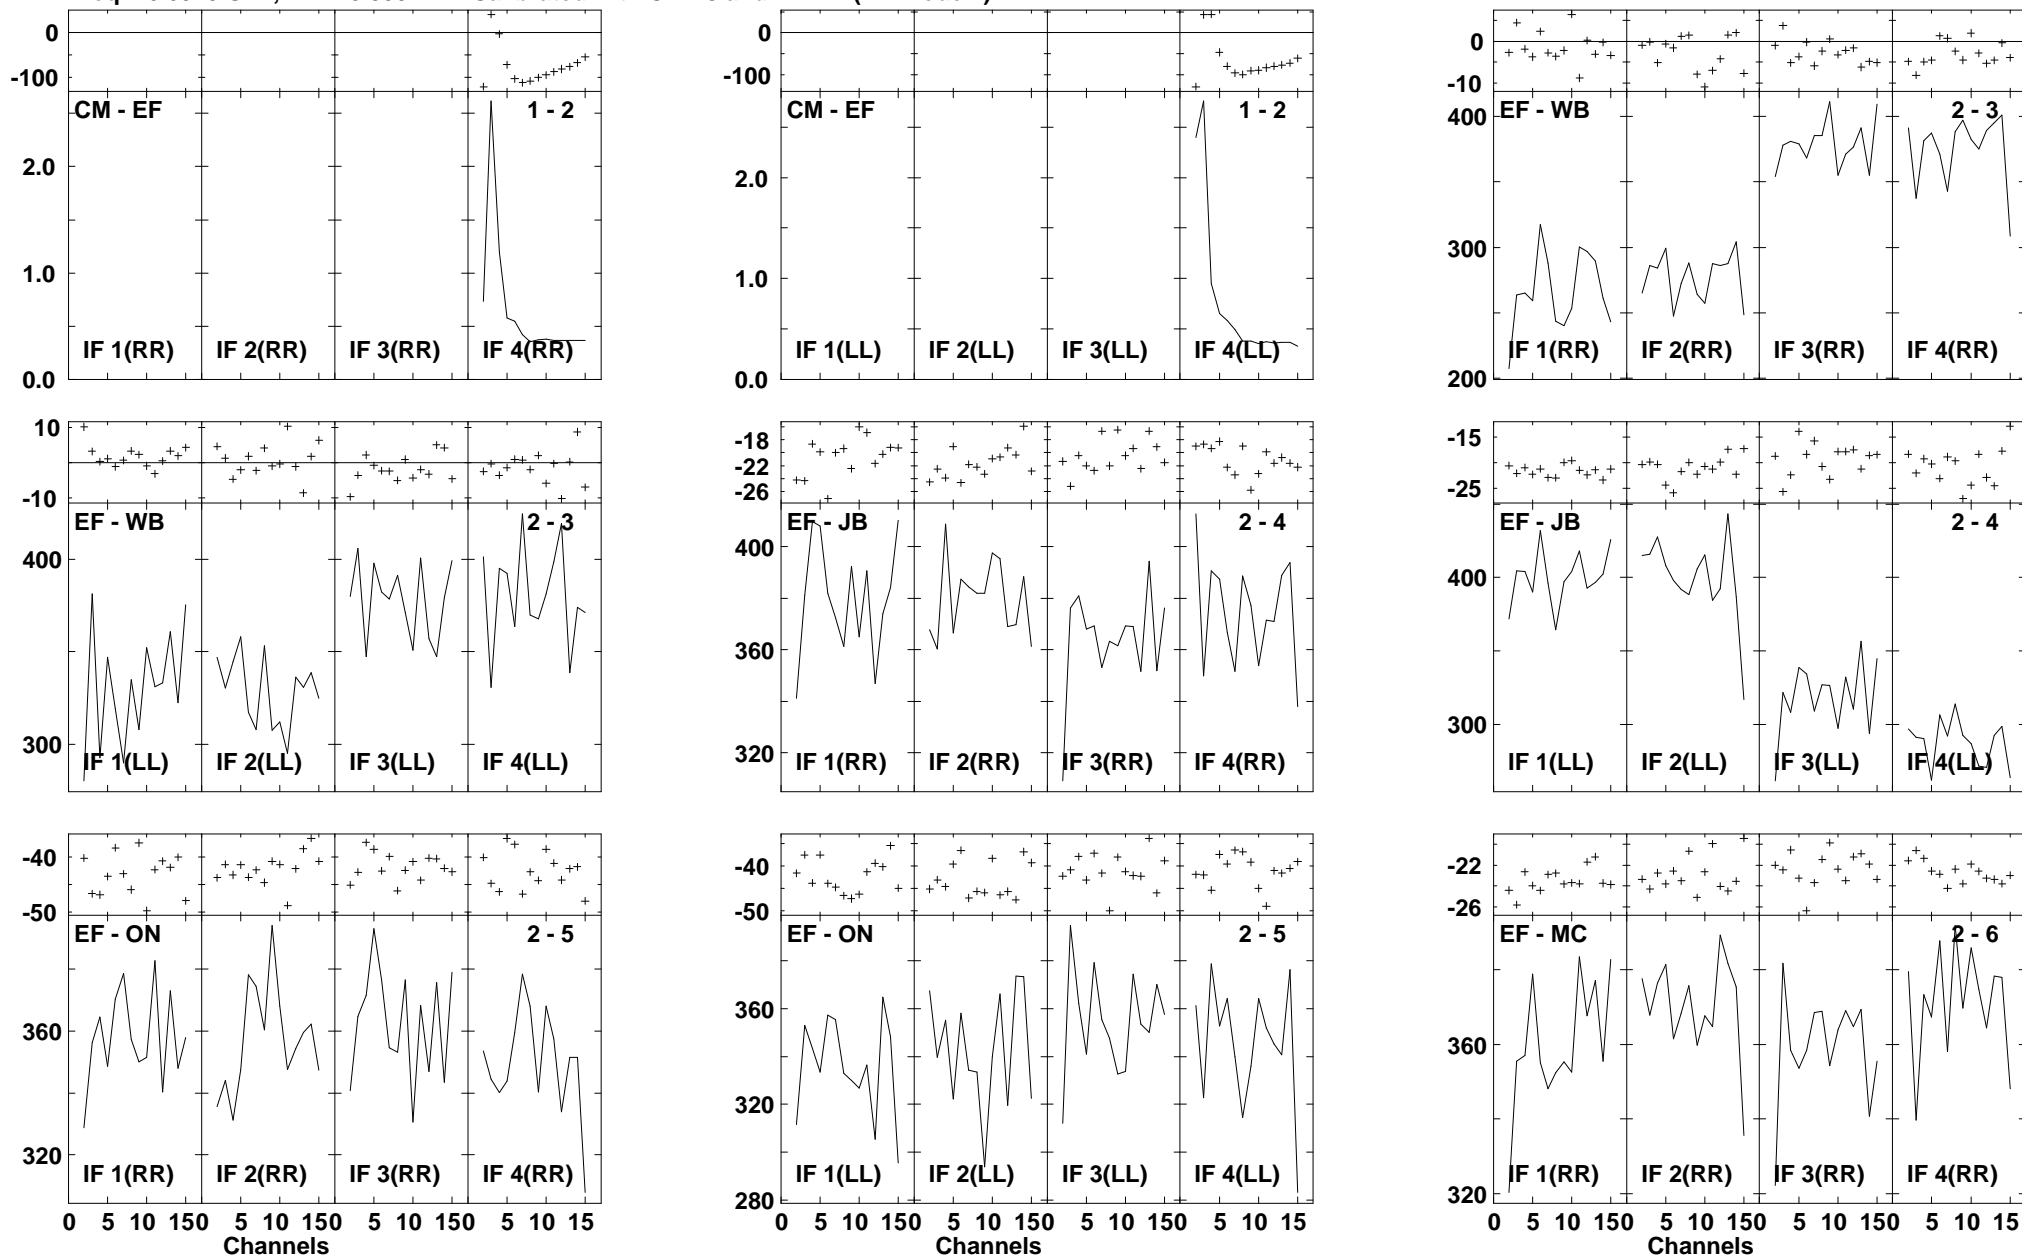 0
-100
CM - EF
1 - 2
2.0
1.0
0.0
IF 1(RR)
IF 2(RR)
IF 3(RR)
IF 4(RR)
0
-100
CM - EF
1 - 2
2.0
1.0
0.0
IF 1(LL)
IF 2(LL)
IF 3(LL)
IF 4(LL)
0
-10
EF - WB
2 - 3
400
300
200
IF 1(RR)
IF 2(RR)
IF 3(RR)
IF 4(RR)
10
0
-10
EF - WB
2 - 3
400
300
IF 1(LL)
IF 2(LL)
IF 3(LL)
IF 4(LL)
-18
-22
-26
EF - JB
2 - 4
400
360
320
IF 1(RR)
IF 2(RR)
IF 3(RR)
IF 4(RR)
-15
-25
EF - JB
2 - 4
400
300
IF 1(LL)
IF 2(LL)
IF 3(LL)
IF 4(LL)
-40
-50
EF - ON
2 - 5
360
320
IF 1(RR)
IF 2(RR)
IF 3(RR)
IF 4(RR)
0 5 10 150 5 10 150 5 10 150 5 10 15
Channels
-40
-50
EF - ON
2 - 5
360
320
280
IF 1(LL)
IF 2(LL)
IF 3(LL)
IF 4(LL)
0 5 10 150 5 10 150 5 10 150 5 10 15
Channels
-22
-26
EF - MC
2 - 6
360
320
IF 1(RR)
IF 2(RR)
IF 3(RR)
IF 4(RR)
0 5 10 150 5 10 150 5 10 150 5 10 15
Channels